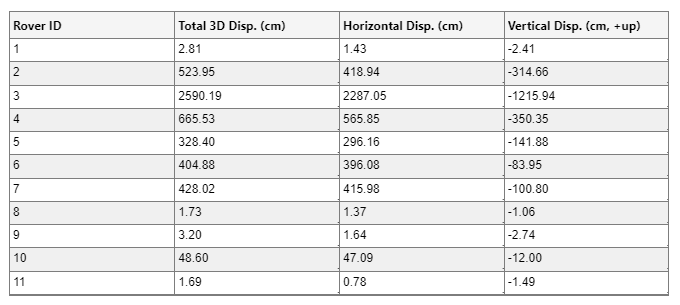 Rover ID Total 3D Disp. (cm) Horizontal Disp. (cm) Vertical Disp. (cm, +up)
1 2.81 1.43 -2.41
2 523.95 418.94 -314.66
3 2590.19 2287.05 -1215.94
4 665.53 565.85 -350.35
5 328.40 296.16 -141.88
6 404.88 396.08 -83.95
7 428.02 415.98 -100.80
8 1.73 1.37 -1.06
9 3.20 1.64 -2.74
10 48.60 47.09 -12.00
11 1.69 0.78 -1.49